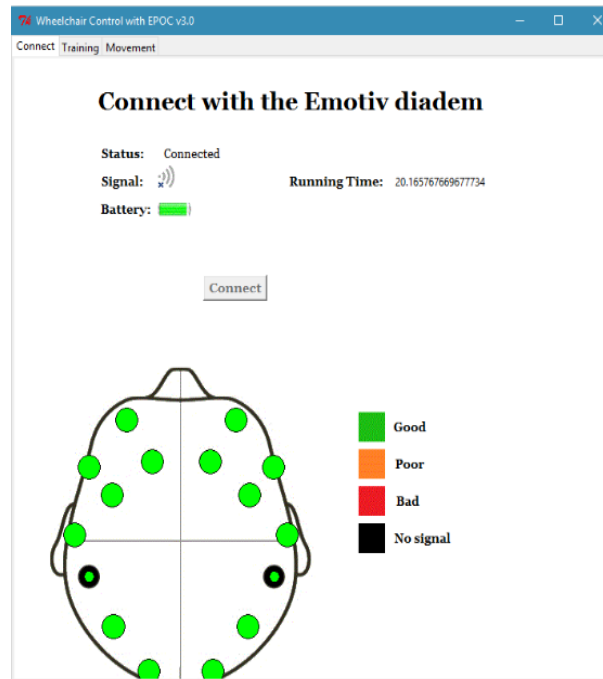 Wheelchair Control with EPOC v3.0
Connect Training Movement
Connect with the Emotiv diadem
Status: Connected
Signal:
Running Time: 20.165767669677734
Battery:
Connect
Good
Poor
Bad
No signal